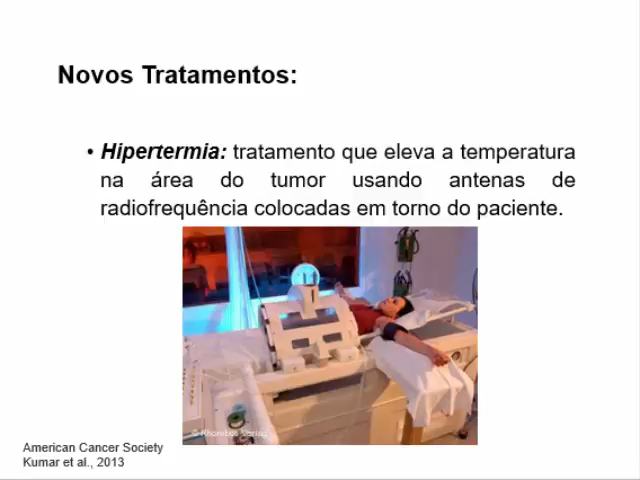 Novos Tratamentos:
• Hipertermia: tratamento que eleva a temperatura
na área do tumor usando antenas de
radiofrequência colocadas em torno do paciente.
American Cancer Society
Kumar et al., 2013